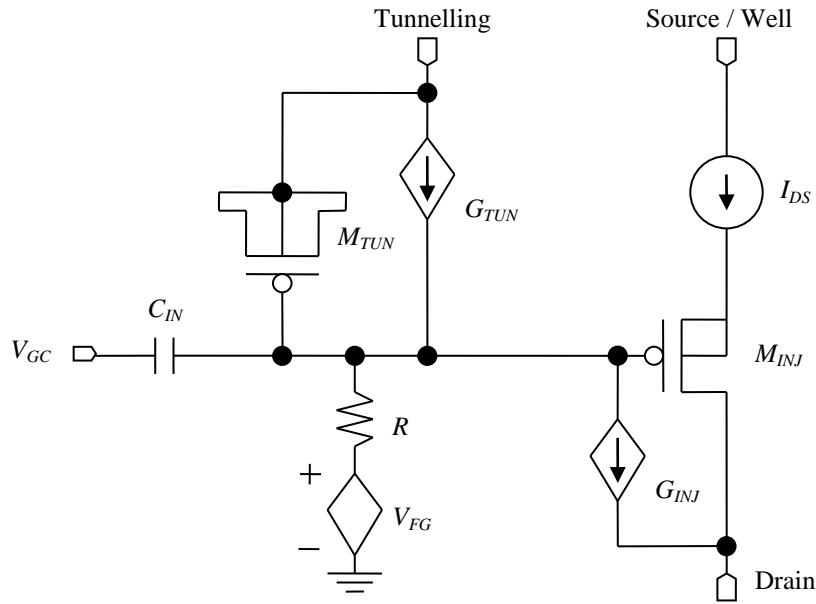 Tunnelling
Source / Well
G_TUN
I_DS
M_TUN
C_IN
V_GC
M_INJ
R
+
G_INJ
V_FG
–
Drain